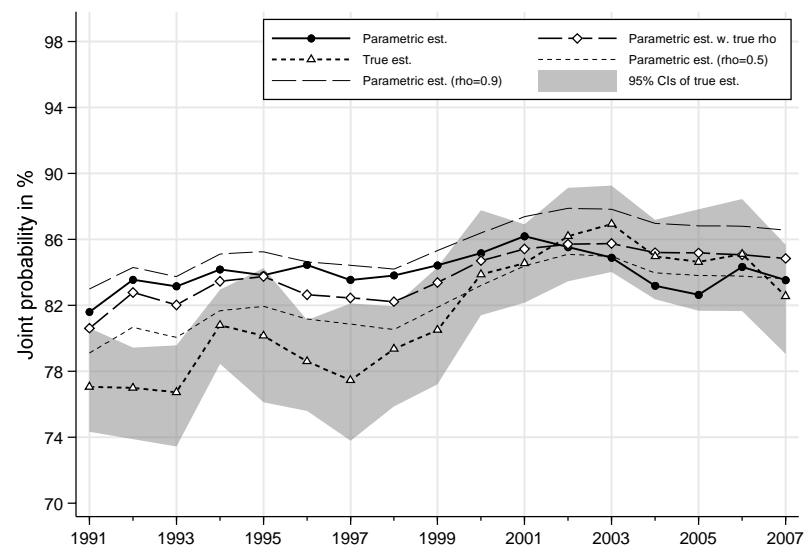 Parametric est.
Parametric est. w. true rho
True est.
Parametric est. (rho=0.5)
Parametric est. (rho=0.9)
95% CIs of true est.
Joint probability in %
98
94
90
86
82
78
74
70
1991 1993 1995 1997 1999 2001 2003 2005 2007